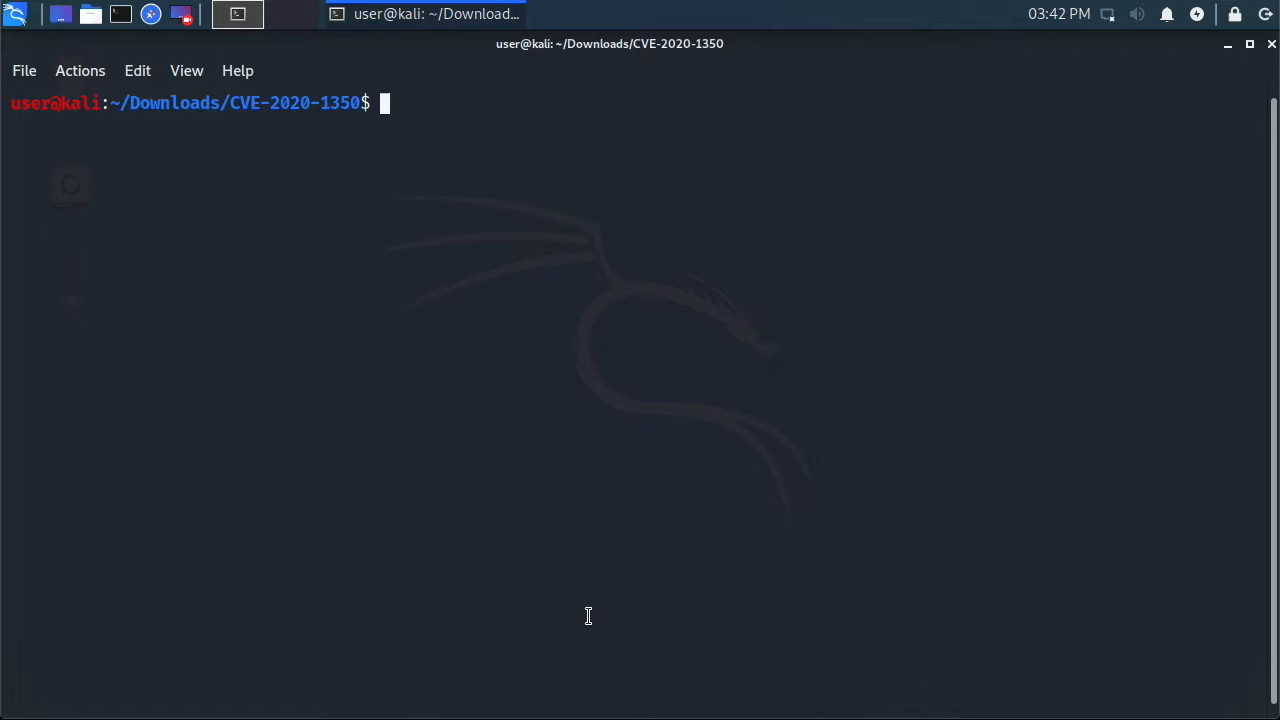 user@kali: ~/Download...
03:42 PM
user@kali: ~/Downloads/CVE-2020-1350
File Actions Edit View Help
user@kali:~/Downloads/CVE-2020-1350$